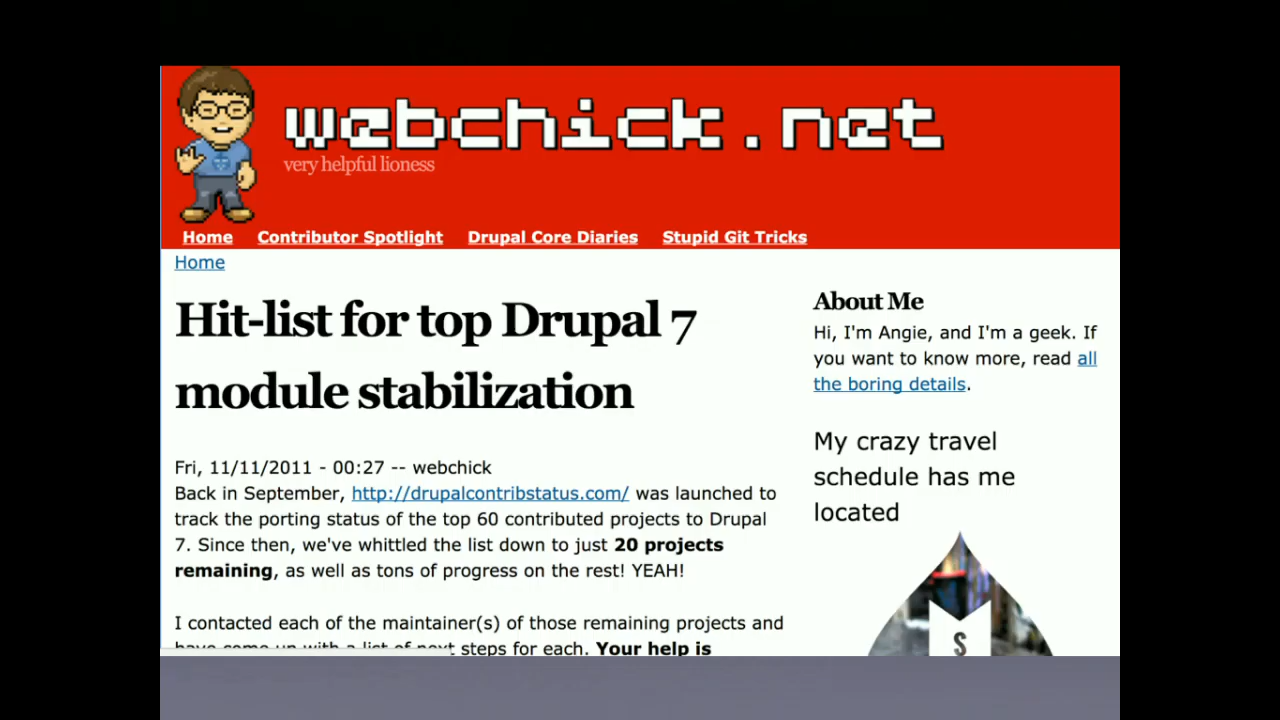 webchick.net
very helpful lioness
Home Contributor Spotlight Drupal Core Diaries Stupid Git Tricks
Home
Hit-list for top Drupal 7
module stabilization
Fri, 11/11/2011 - 00:27 -- webchick
Back in September, http://drupalcontribstatus.com/ was launched to
track the porting status of the top 60 contributed projects to Drupal
7. Since then, we've whittled the list down to just 20 projects
remaining, as well as tons of progress on the rest! YEAH!
I contacted each of the maintainer(s) of those remaining projects and
have come up with a list of next steps for each. Your help is
About Me
Hi, I'm Angie, and I'm a geek. If
you want to know more, read all
the boring details.
My crazy travel
schedule has me
located
S